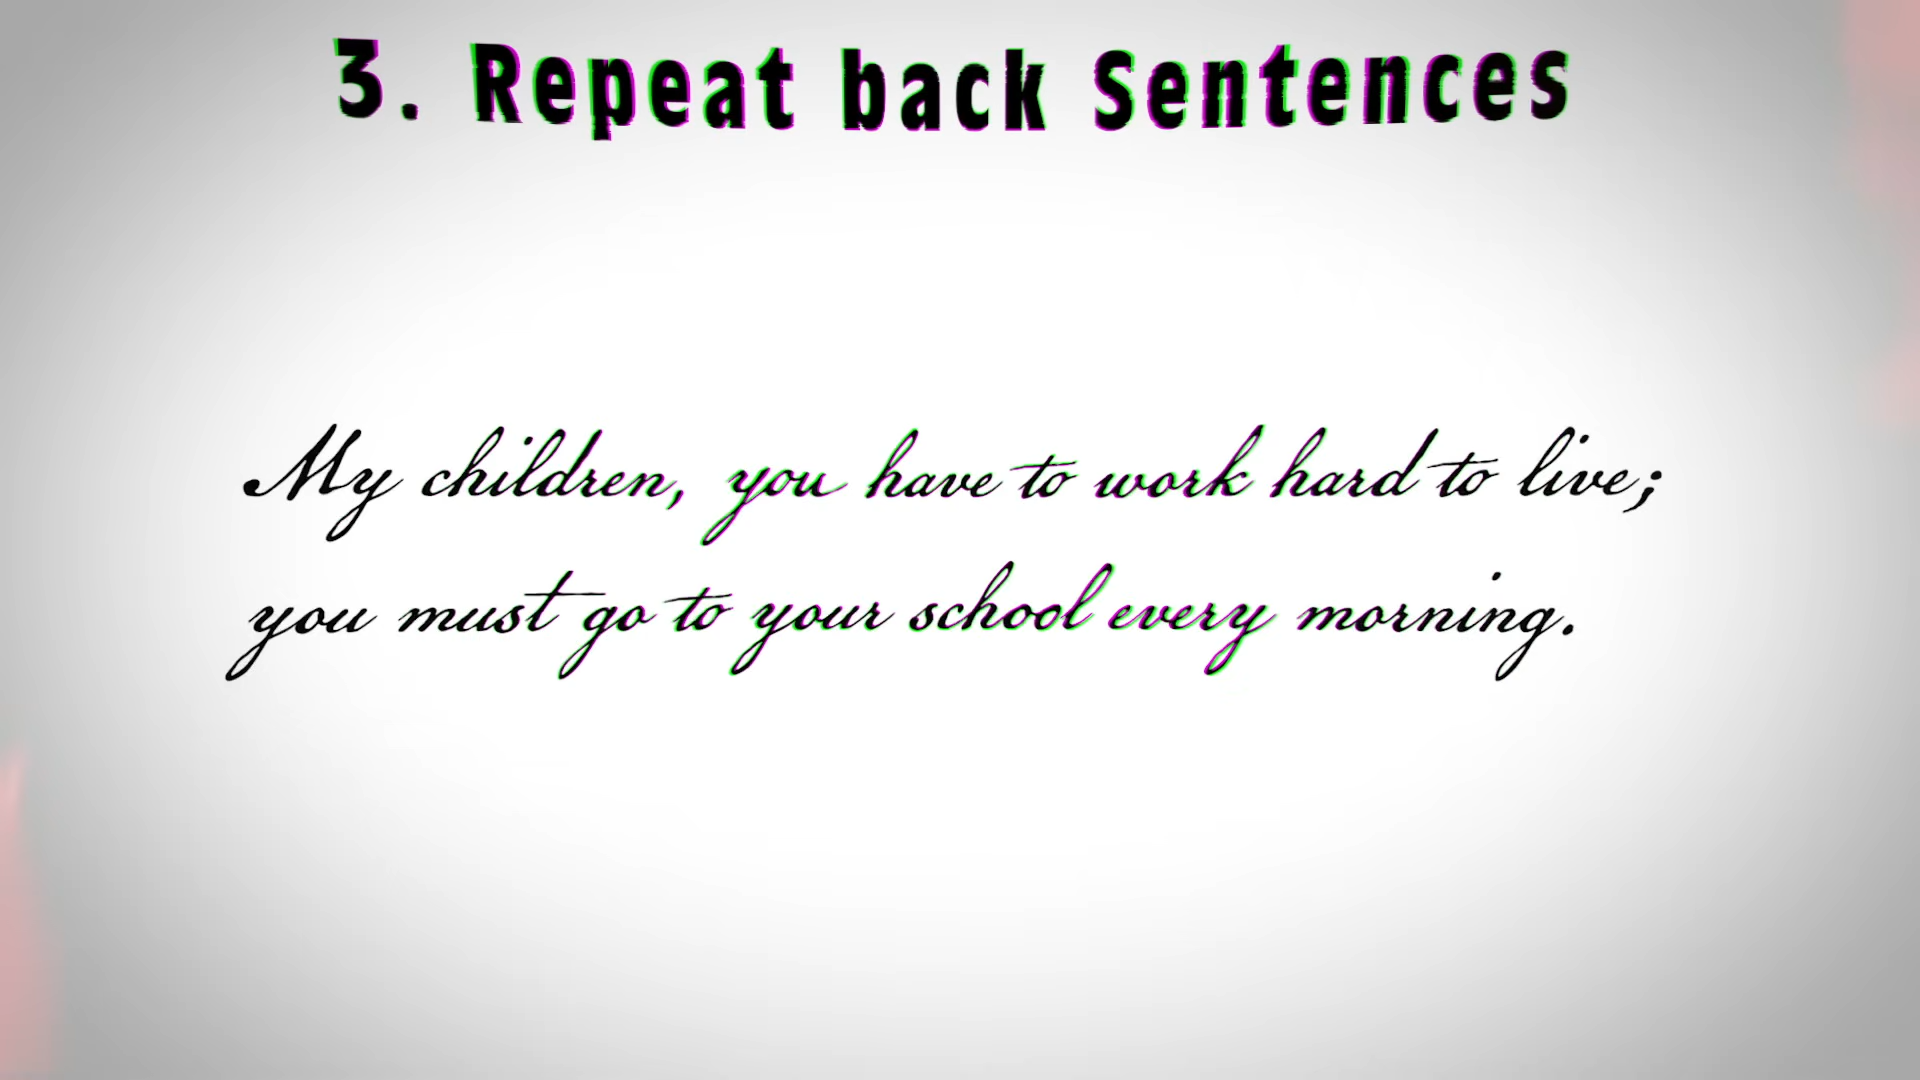 3. Repeat back Sentences
My children, you have to work hard to live;
you must go to your school every morning.